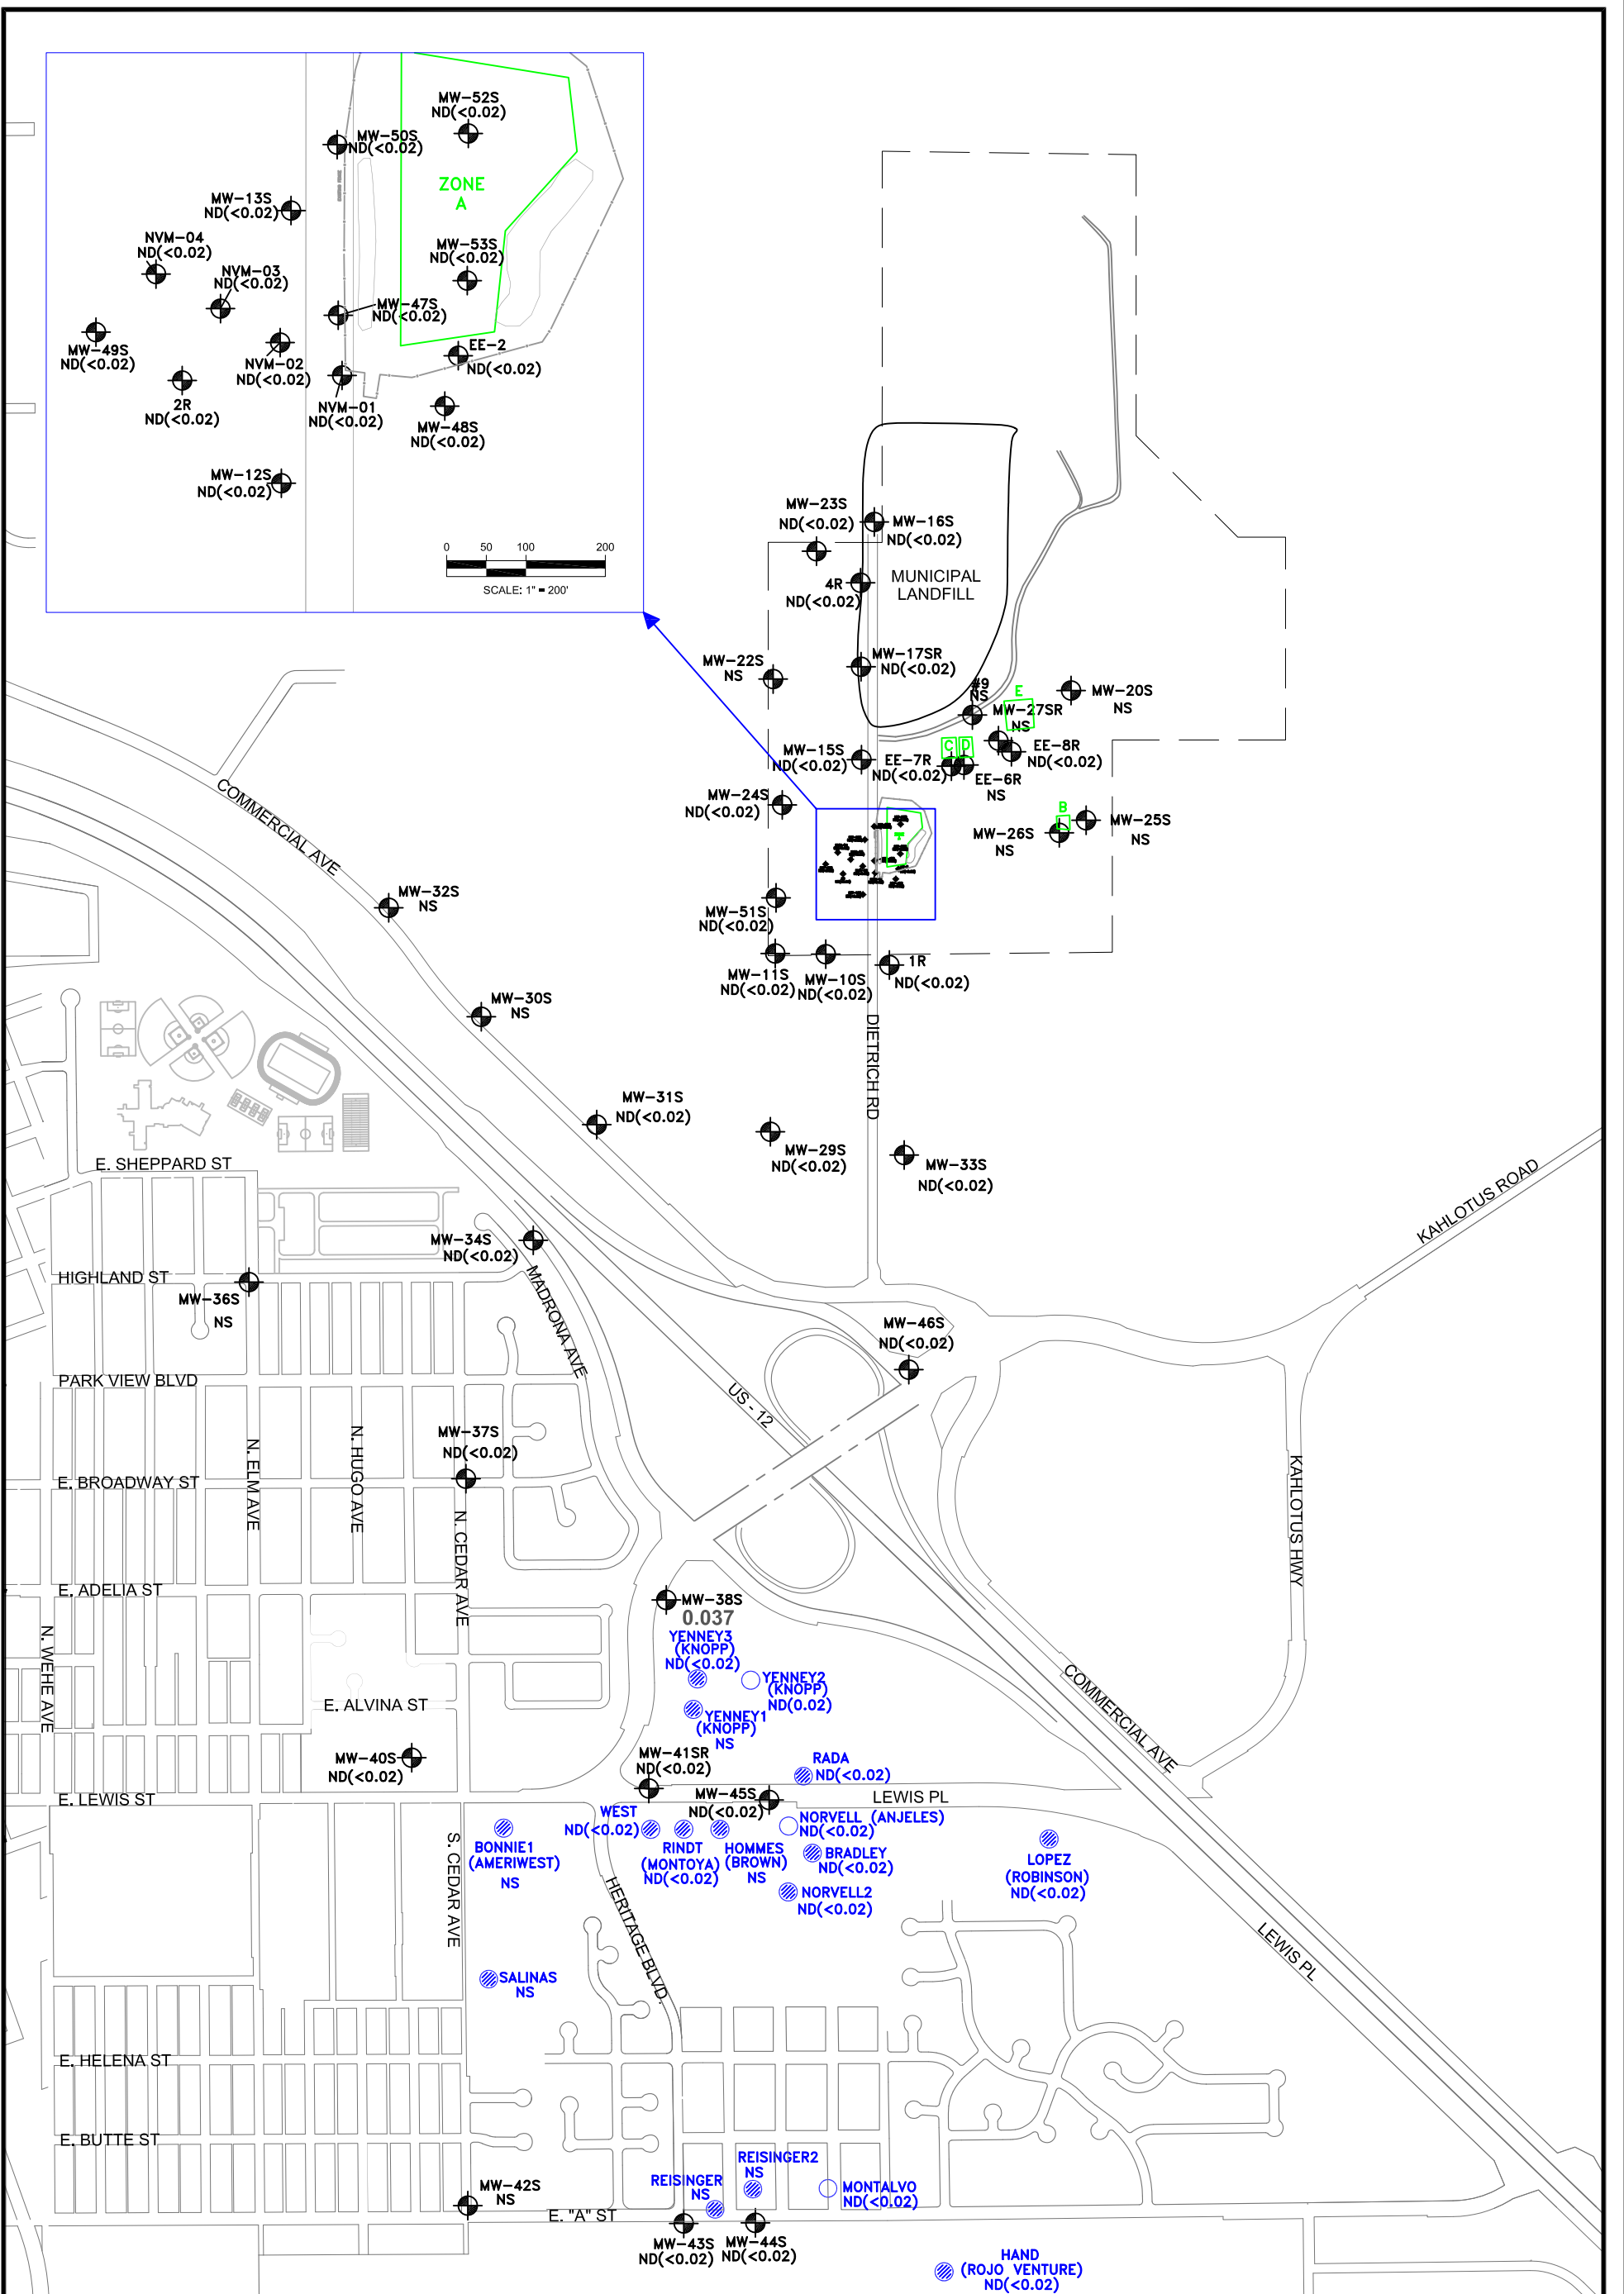 MW-52S
ND(<0.02)
MW-50S
ND(<0.02)
ZONE
A
MW-13S
ND(<0.02)
NVM-04
ND(<0.02)
NVM-03
ND(<0.02)
MW-53S
ND(<0.02)
MW-47S
ND(<0.02)
MW-49S
ND(<0.02)
NVM-02
ND(<0.02)
EE-2
ND(<0.02)
2R
ND(<0.02)
NVM-01
ND(<0.02)
MW-48S
ND(<0.02)
MW-12S
ND(<0.02)
0 50 100 200
SCALE: 1" = 200'
MW-23S
ND(<0.02)
MW-16S
ND(<0.02)
MUNICIPAL
LANDFILL
4R
ND(<0.02)
MW-17SR
ND(<0.02)
MW-22S
NS
#9
NS
E
MW-20S
NS
MW-27SR
NS
C
D
EE-8R
ND(<0.02)
MW-15S
ND(<0.02)
EE-7R
ND(<0.02)
EE-6R
NS
MW-24S
ND(<0.02)
B
MW-25S
NS
MW-26S
NS
COMMERCIAL AVE
MW-32S
NS
MW-51S
ND(<0.02)
MW-11S
ND(<0.02)
MW-10S
ND(<0.02)
1R
ND(<0.02)
MW-30S
NS
DIETRICH RD
MW-31S
ND(<0.02)
MW-29S
ND(<0.02)
MW-33S
ND(<0.02)
E. SHEPPARD ST
KAHLOTUS ROAD
MW-34S
ND(<0.02)
HIGHLAND ST
MW-36S
NS
MADRONA AVE
MW-46S
ND(<0.02)
PARK VIEW BLVD
US - 12
MW-37S
ND(<0.02)
N. ELM AVE
N. HUGO AVE
E. BROADWAY ST
KAHLOTUS HWY
N. CEDAR AVE
E. ADELIA ST
MW-38S
0.037
N. WEHE AVE
YENNEY3
(KNOPP)
ND(<0.02)
YENNEY2
(KNOPP)
ND(0.02)
YENNEY1
(KNOPP)
NS
COMMERCIAL AVE
E. ALVINA ST
MW-40S
ND(<0.02)
MW-41SR
ND(<0.02)
RADA
ND(<0.02)
MW-45S
ND(<0.02)
LEWIS PL
E. LEWIS ST
WEST
ND(<0.02)
NORVELL (ANJELES)
ND(<0.02)
BONNIE1
(AMERIWEST)
NS
RINDT
(MONTOYA)
ND(<0.02)
HOMMES
(BROWN)
NS
BRADLEY
ND(<0.02)
LOPEZ
(ROBINSON)
ND(<0.02)
S. CEDAR AVE
NORVELL2
ND(<0.02)
HERITAGE BLVD.
LEWIS PL
SALINAS
NS
E. HELENA ST
E. BUTTE ST
REISINGER2
NS
REISINGER
NS
MONTALVO
ND(<0.02)
MW-42S
NS
E. "A" ST
MW-43S
ND(<0.02)
MW-44S
ND(<0.02)
HAND
(ROJO VENTURE)
ND(<0.02)